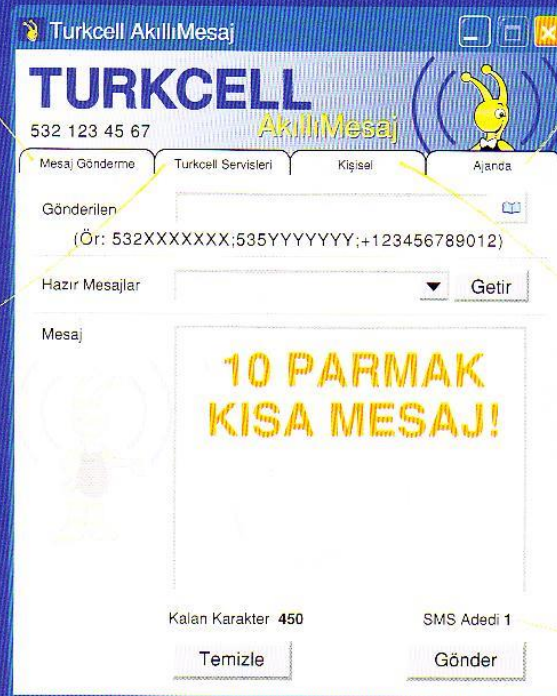 Turkcell AkıllıMesaj
TURKCELL
532 123 45 67
AkıllıMesaj
Mesaj Gönderme
Turkcell Servisleri
Kişisel
Ajanda
Gönderilen
(Ör: 532XXXXXXX;535YYYYYYY;+123456789012)
Hazır Mesajlar
Getir
Mesaj
10 PARMAK
KISA MESAJ!
Kalan Karakter 450
SMS Adedi 1
Temizle
Gönder